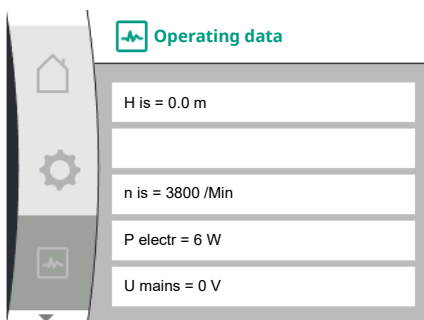 Operating data
H is = 0.0 m
n is = 3800 /Min
P electr = 6 W
U mains = 0 V